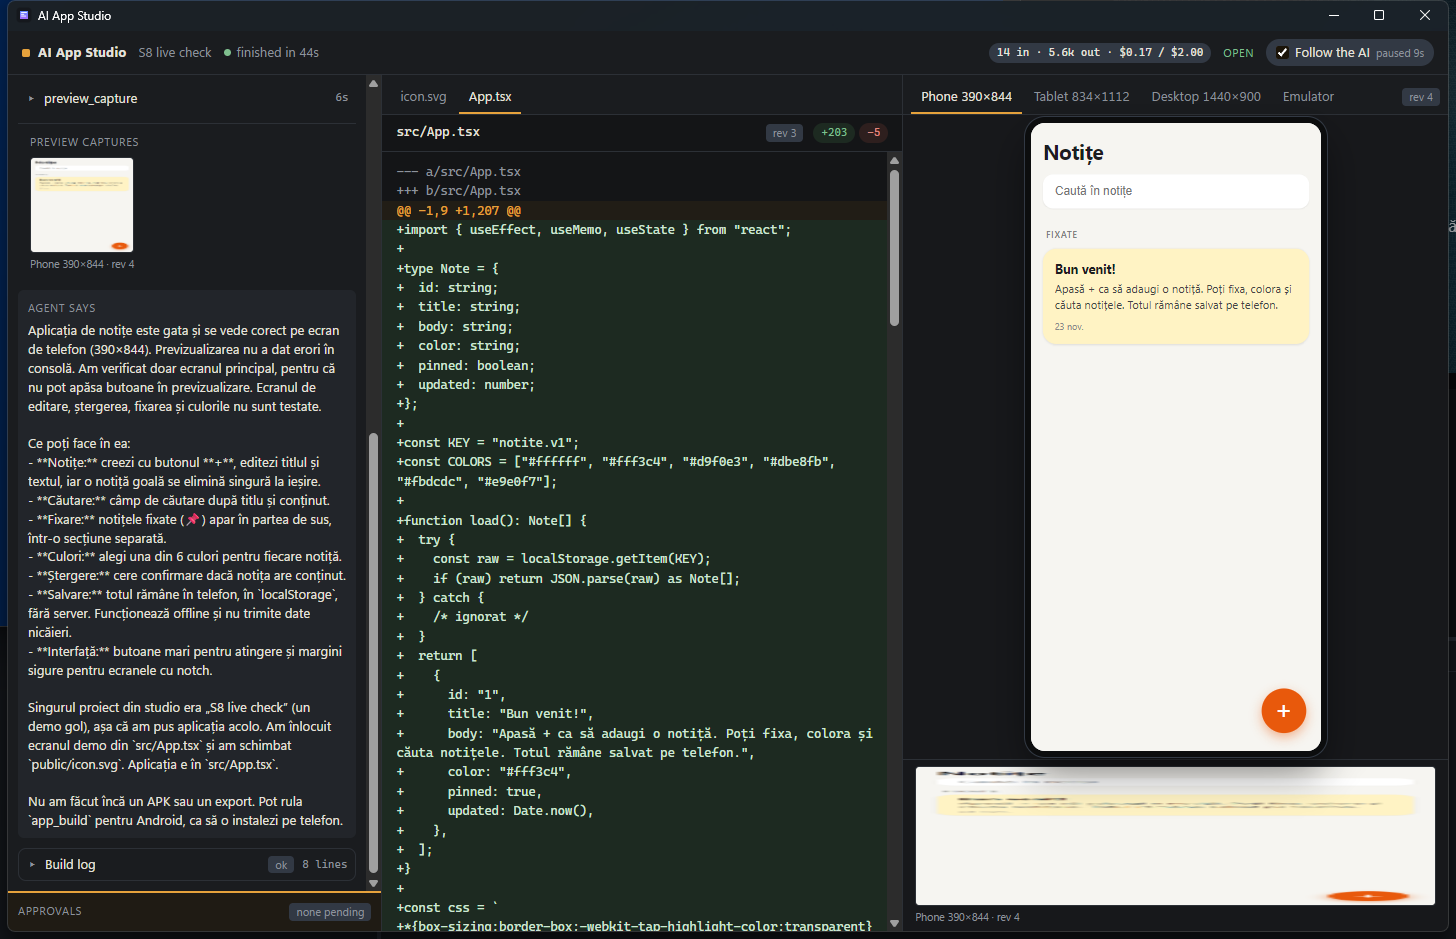 AI App Studio
AI App Studio S8 live check finished in 44s
14 in · 5.6k out · $0.17 / $2.00 OPEN Follow the AI paused 9s
preview_capture 6s
PREVIEW CAPTURES
Phone 390×844 · rev 4
AGENT SAYS
Aplicația de notițe este gata și se vede corect pe ecran
de telefon (390×844). Previzualizarea nu a dat erori în
consolă. Am verificat doar ecranul principal, pentru că
nu pot apăsa butoane în previzualizare. Ecranul de
editare, ștergerea, fixarea și culorile nu sunt testate.
Ce poți face în ea:
- **Notițe:** creezi cu butonul **+**, editezi titlul și
textul, iar o notiță goală se elimină singură la ieșire.
- **Căutare:** câmp de căutare după titlu și conținut.
- **Fixare:** notițele fixate (📌) apar în partea de sus,
într-o secțiune separată.
- **Culori:** alegi una din 6 culori pentru fiecare notiță.
- **Ștergere:** cere confirmare dacă notița are conținut.
- **Salvare:** totul rămâne în telefon, în `localStorage`,
fără server. Funcționează offline și nu trimite date
nicăieri.
- **Interfață:** butoane mari pentru atingere și margini
sigure pentru ecranele cu notch.
Singurul proiect din studio era „S8 live check” (un
demo gol), așa că am pus aplicația acolo. Am înlocuit
ecranul demo din `src/App.tsx` și am schimbat
`public/icon.svg`. Aplicația e în `src/App.tsx`.
Nu am făcut încă un APK sau un export. Pot rula
`app_build` pentru Android, ca să o instalezi pe telefon.
Build log ok 8 lines
APPROVALS none pending
icon.svg App.tsx
src/App.tsx rev 3 +203 −5
--- a/src/App.tsx
+++ b/src/App.tsx
@@ -1,9 +1,207 @@
+import { useEffect, useMemo, useState } from "react";
+
+type Note = {
+  id: string;
+  title: string;
+  body: string;
+  color: string;
+  pinned: boolean;
+  updated: number;
+};
+
+const KEY = "notite.v1";
+const COLORS = ["#ffffff", "#fff3c4", "#d9f0e3", "#dbe8fb",
"#fbdcdc", "#e9e0f7"];
+
+function load(): Note[] {
+  try {
+    const raw = localStorage.getItem(KEY);
+    if (raw) return JSON.parse(raw) as Note[];
+  } catch {
+    /* ignorat */
+  }
+  return [
+    {
+      id: "1",
+      title: "Bun venit!",
+      body: "Apasă + ca să adaugi o notiță. Poți fixa, colora și
căuta notițele. Totul rămâne salvat pe telefon.",
+      color: "#fff3c4",
+      pinned: true,
+      updated: Date.now(),
+    },
+  ];
+}
+
+const css = `
+*{box-sizing:border-box;-webkit-tap-highlight-color:transparent}
Phone 390×844 Tablet 834×1112 Desktop 1440×900 Emulator rev 4
Notițe
Caută în notițe
FIXATE
Bun venit!
Apasă + ca să adaugi o notiță. Poți fixa, colora și
căuta notițele. Totul rămâne salvat pe telefon.
23 nov.
+
Phone 390×844 · rev 4